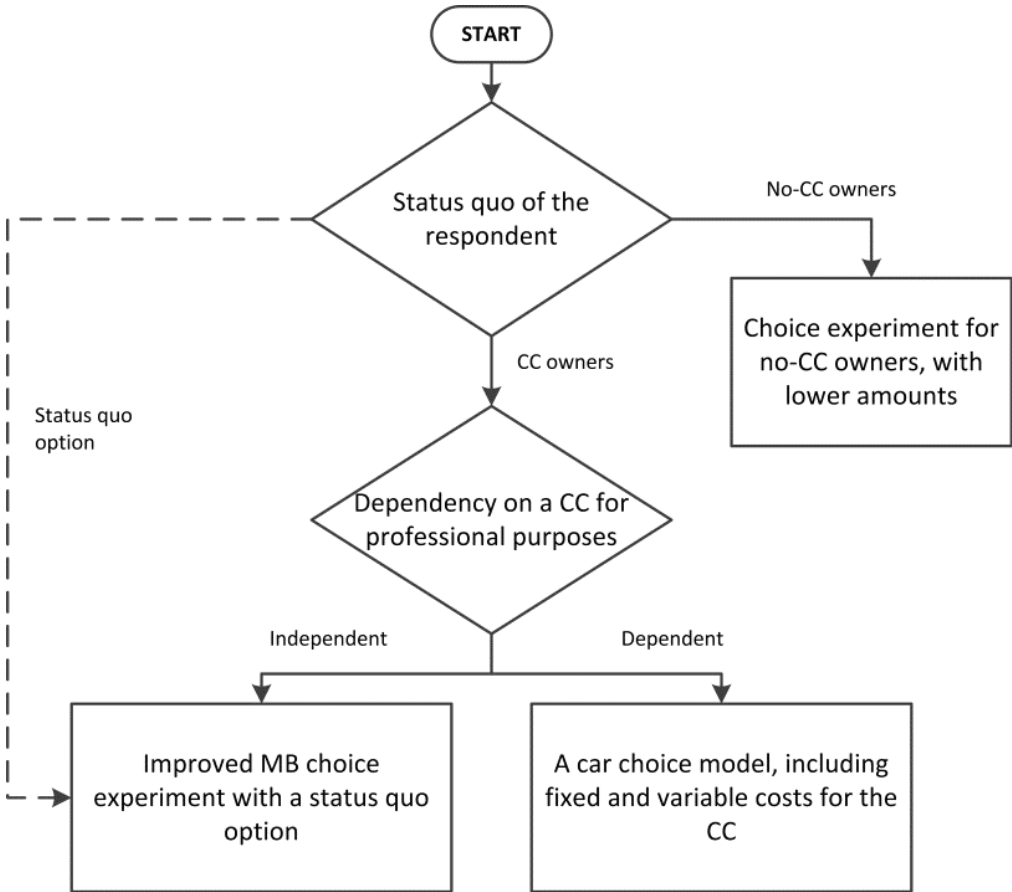 START
Status quo of the
respondent
No-CC owners
Choice experiment for
no-CC owners, with
lower amounts
CC owners
Status quo
option
Dependency on a CC for
professional purposes
Independent
Dependent
Improved MB choice
experiment with a status quo
option
A car choice model, including
fixed and variable costs for the
CC